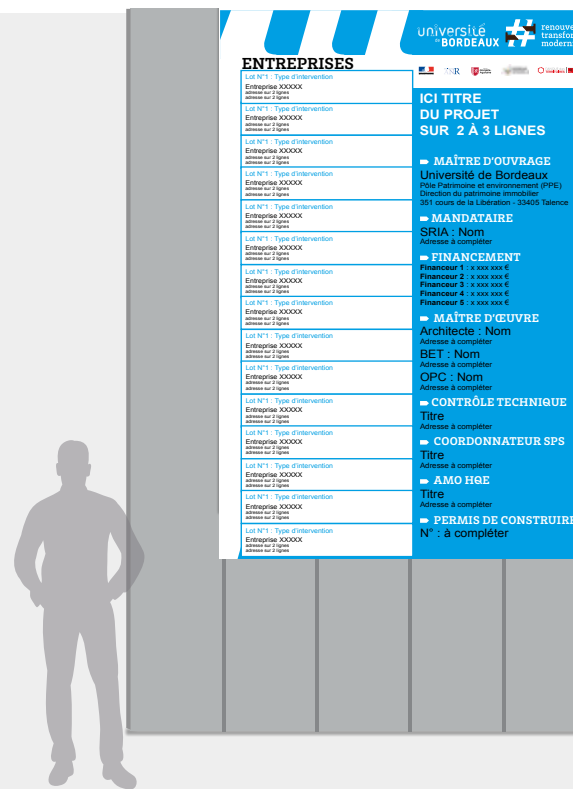 université
de BORDEAUX
renouve
transfor
moderni
ENTREPRISES
Lot N°1 : Type d'intervention
Entreprise XXXXX
adresse sur 2 lignes
adresse sur 2 lignes
Lot N°1 : Type d'intervention
Entreprise XXXXX
adresse sur 2 lignes
adresse sur 2 lignes
Lot N°1 : Type d'intervention
Entreprise XXXXX
adresse sur 2 lignes
adresse sur 2 lignes
Lot N°1 : Type d'intervention
Entreprise XXXXX
adresse sur 2 lignes
adresse sur 2 lignes
Lot N°1 : Type d'intervention
Entreprise XXXXX
adresse sur 2 lignes
adresse sur 2 lignes
Lot N°1 : Type d'intervention
Entreprise XXXXX
adresse sur 2 lignes
adresse sur 2 lignes
Lot N°1 : Type d'intervention
Entreprise XXXXX
adresse sur 2 lignes
adresse sur 2 lignes
Lot N°1 : Type d'intervention
Entreprise XXXXX
adresse sur 2 lignes
adresse sur 2 lignes
Lot N°1 : Type d'intervention
Entreprise XXXXX
adresse sur 2 lignes
adresse sur 2 lignes
Lot N°1 : Type d'intervention
Entreprise XXXXX
adresse sur 2 lignes
adresse sur 2 lignes
Lot N°1 : Type d'intervention
Entreprise XXXXX
adresse sur 2 lignes
adresse sur 2 lignes
Lot N°1 : Type d'intervention
Entreprise XXXXX
adresse sur 2 lignes
adresse sur 2 lignes
Lot N°1 : Type d'intervention
Entreprise XXXXX
adresse sur 2 lignes
adresse sur 2 lignes
Lot N°1 : Type d'intervention
Entreprise XXXXX
adresse sur 2 lignes
adresse sur 2 lignes
Lot N°1 : Type d'intervention
Entreprise XXXXX
adresse sur 2 lignes
adresse sur 2 lignes
ICI TITRE
DU PROJET
SUR 2 À 3 LIGNES
MAÎTRE D'OUVRAGE
Université de Bordeaux
Pôle Patrimoine et environnement (PPE)
Direction du patrimoine immobilier
351 cours de la Libération - 33405 Talence
MANDATAIRE
SRIA : Nom
Adresse à compléter
FINANCEMENT
Financeur 1 : x xxx xxx €
Financeur 2 : x xxx xxx €
Financeur 3 : x xxx xxx €
Financeur 4 : x xxx xxx €
Financeur 5 : x xxx xxx €
MAÎTRE D'ŒUVRE
Architecte : Nom
Adresse à compléter
BET : Nom
Adresse à compléter
OPC : Nom
Adresse à compléter
CONTRÔLE TECHNIQUE
Titre
Adresse à compléter
COORDONNATEUR SPS
Titre
Adresse à compléter
AMO HQE
Titre
Adresse à compléter
PERMIS DE CONSTRUIRE
N° : à compléter